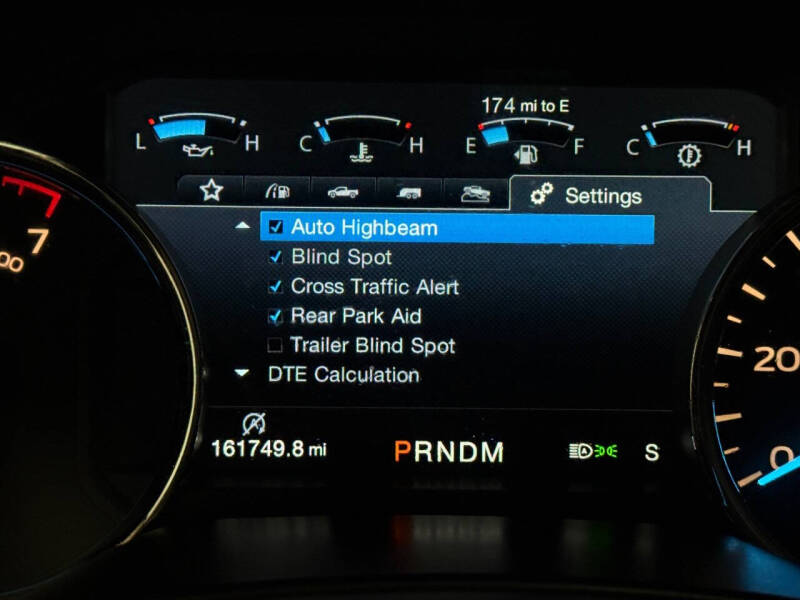 174 mi to E
L H C H E F C H
Settings
Auto Highbeam
Blind Spot
Cross Traffic Alert
Rear Park Aid
Trailer Blind Spot
DTE Calculation
7
00
20
0
A
161749.8 mi
PRNDM
A
S